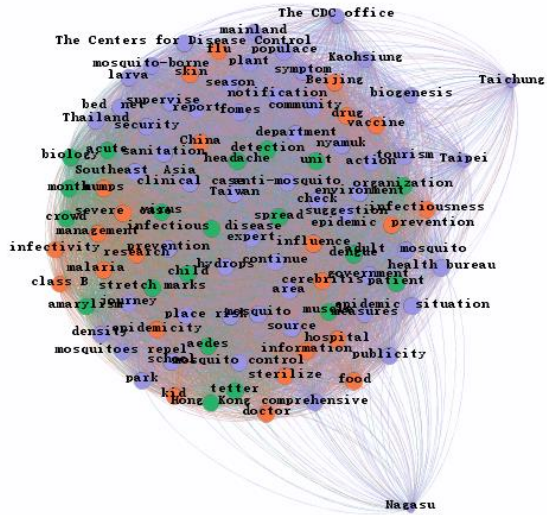 The CDC office
mainland
The Centers for Disease Control
flu
populace
Kaohsiung
mosquito-borne
plant
symptom
Taichung
larva
skin
season
Beijing
notification
biogenesis
bed net
supervise
report
fomes
community
drug
Thailand
security
vaccine
department
nyamuk
acute
sanitation
China
detection
biology
headache
unit
action
tourism
Taipei
Southeast Asia
month
mumps
clinical case
anti-mosquito
organization
Taiwan
environment
check
crowd
severe case
virus
spread
suggestion
infectiousness
management
infectious disease
epidemic prevention
infectivity
prevention
expert
influence
adult
mosquito
research
dengue
malaria
child
hydrops
continue
government
health bureau
class B
stretch marks
cerebritis
patient
area
amarylism
journey
place risk
mosquito
museum
epidemic situation
measures
density
epidemicity
source
hospital
mosquitoes repel
aedes
information
publicity
school
mosquito control
park
sterilize
food
kid
tetter
Hong Kong
comprehensive
doctor
Nagasu